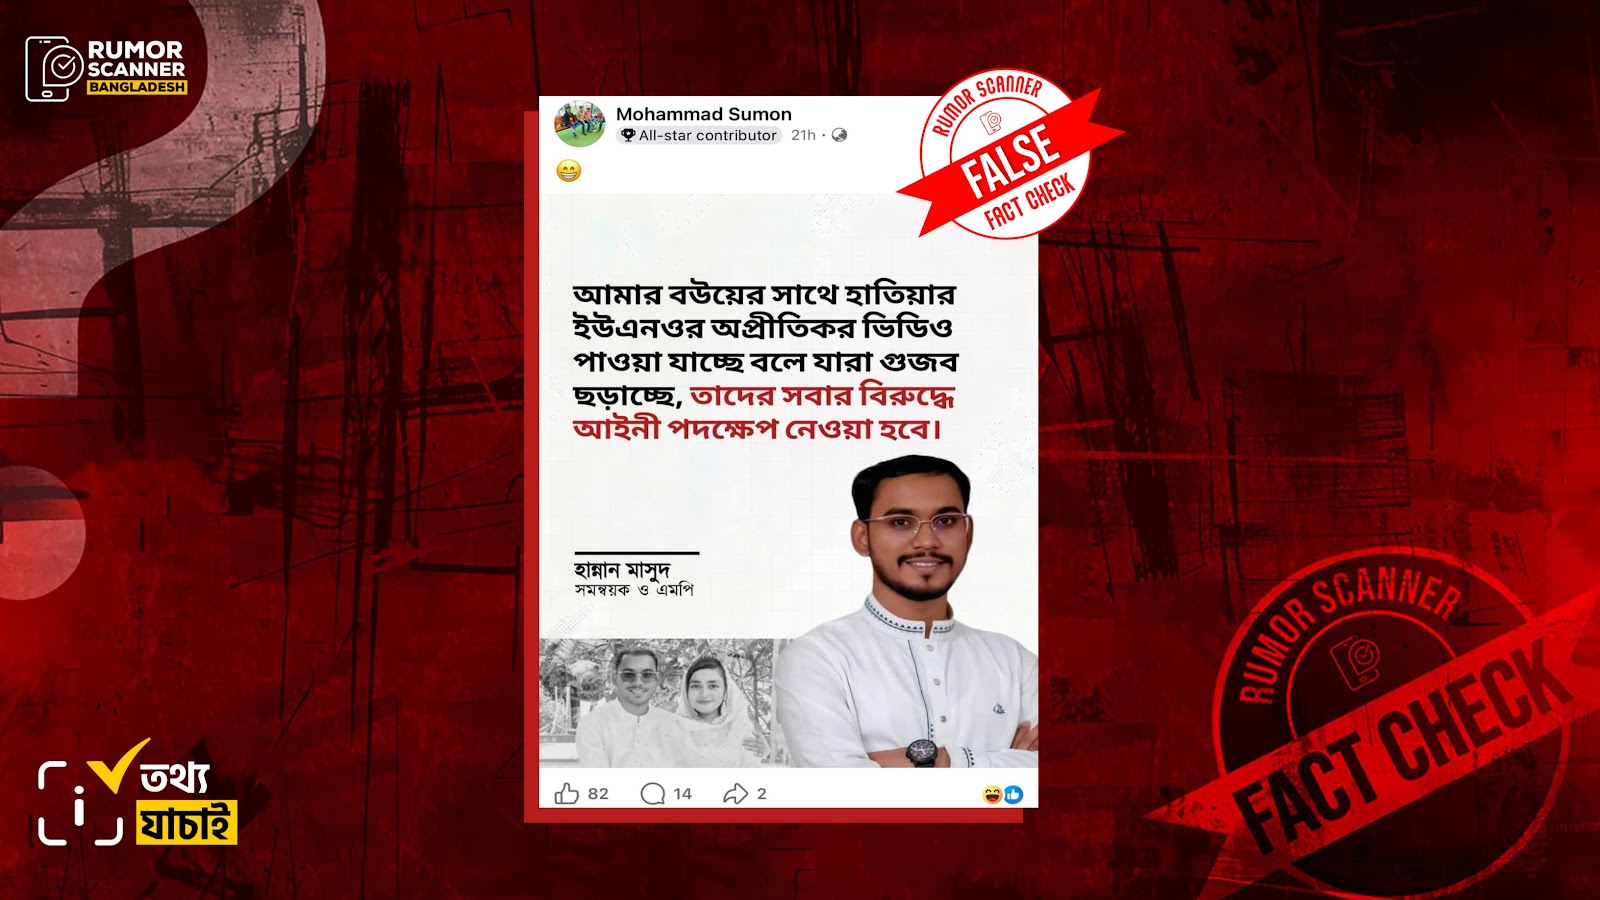 RUMOR
SCANNER
BANGLADESH
Mohammad Sumon
All-star contributor 21h
RUMOR SCANNER
FALSE
FACT CHECK
আমার বউয়ের সাথে হাতিয়ার
ইউএনওর অপ্রীতিকর ভিডিও
পাওয়া যাচ্ছে বলে যারা গুজব
ছড়াচ্ছে, তাদের সবার বিরুদ্ধে
আইনী পদক্ষেপ নেওয়া হবে।
হান্নান মাসুদ
সমন্বয়ক ও এমপি
82 14 2
তথ্য
যাচাই
RUMOR SCANNER
FACT CHECK